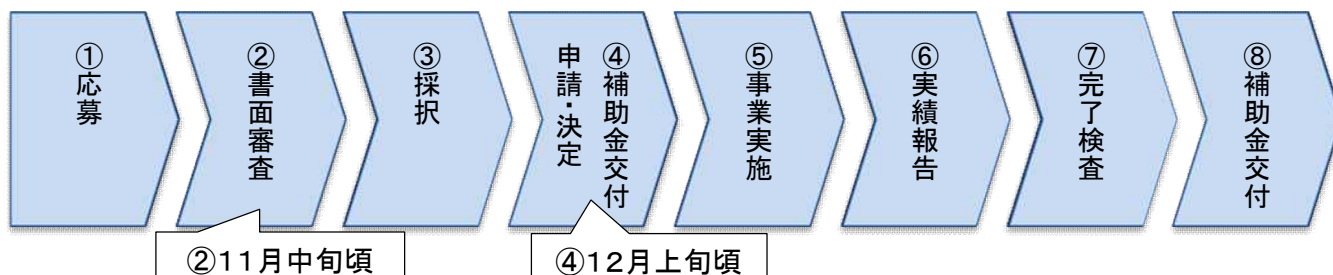 ①応募
②書面審査
③採択
④補助金交付
申請・決定
⑤事業実施
⑥実績報告
⑦完了検査
⑧補助金交付
②11月中旬頃
④12月上旬頃